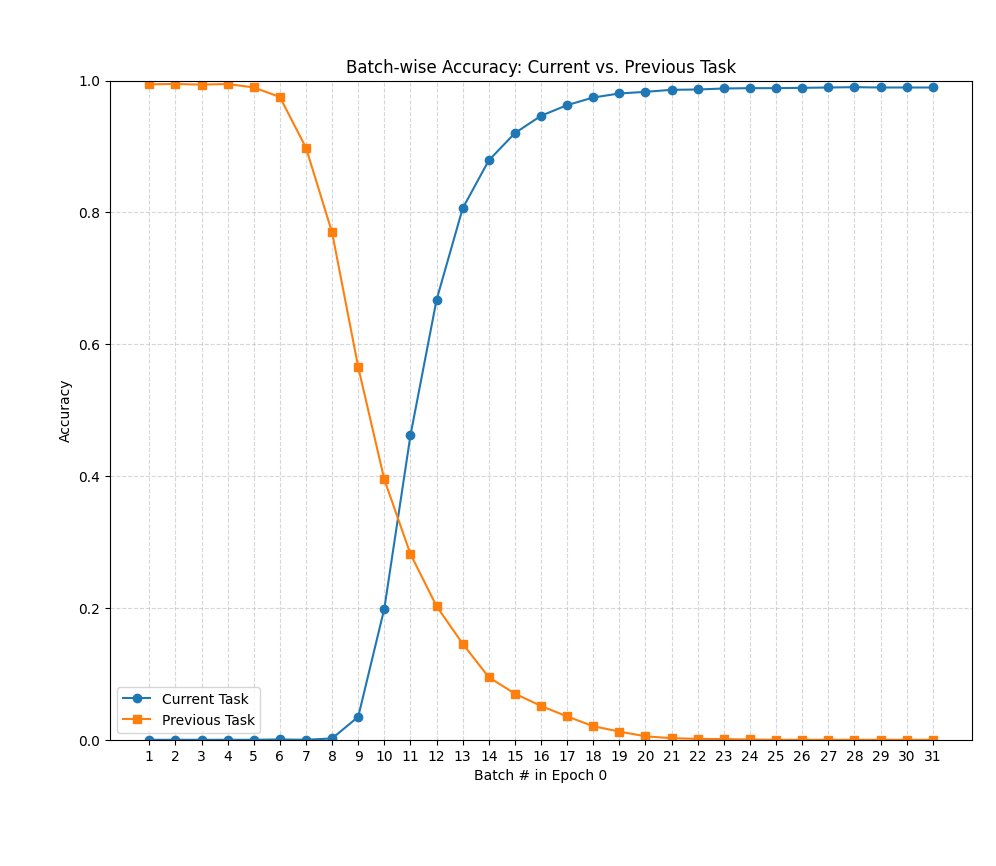 Batch-wise Accuracy: Current vs. Previous Task
1.0
0.8
0.6
0.4
0.2
0.0
Accuracy
Current Task
Previous Task
1 2 3 4 5 6 7 8 9 10 11 12 13 14 15 16 17 18 19 20 21 22 23 24 25 26 27 28 29 30 31
Batch # in Epoch 0